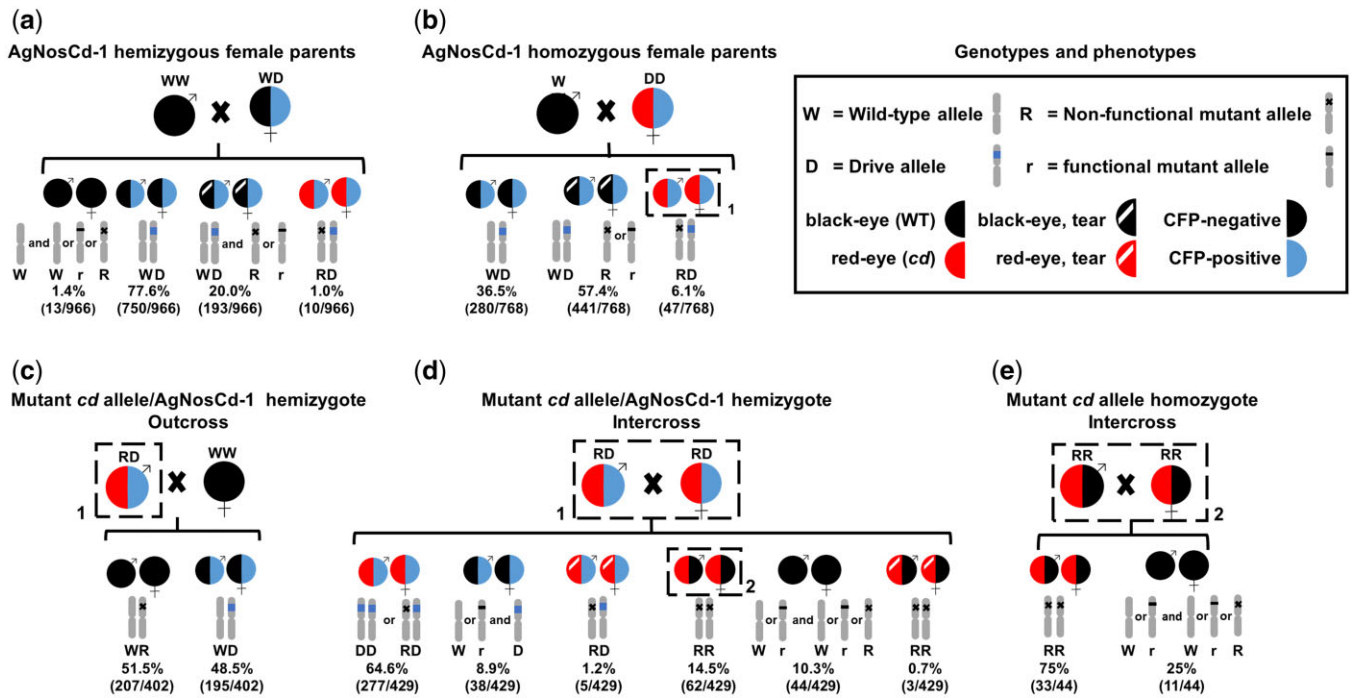 (a)
AgNosCd-1 hemizygous female parents
WW
WD
W and W or r or R
WD
WD and R or r
RD
1.4% 77.6% 20.0% 1.0%
(13/966) (750/966) (193/966) (10/966)
(b)
AgNosCd-1 homozygous female parents
W
DD
1
WD
WD R or r
RD
36.5% 57.4% 6.1%
(280/768) (441/768) (47/768)
Genotypes and phenotypes
W = Wild-type allele R = Non-functional mutant allele
D = Drive allele r = functional mutant allele
black-eye (WT) black-eye, tear CFP-negative
red-eye (cd) red-eye, tear CFP-positive
(c)
Mutant cd allele/AgNosCd-1 hemizygote
Outcross
RD
WW
1
WR WD
51.5% 48.5%
(207/402) (195/402)
(d)
Mutant cd allele/AgNosCd-1 hemizygote
Intercross
RD RD
1
2
or
or and
or and or or
DD RD W r D RD RR W r W r R RR
64.6% 8.9% 1.2% 14.5% 10.3% 0.7%
(277/429) (38/429) (5/429) (62/429) (44/429) (3/429)
(e)
Mutant cd allele homozygote
Intercross
RR RR
2
or and or or
RR W r W r R
75% 25%
(33/44) (11/44)